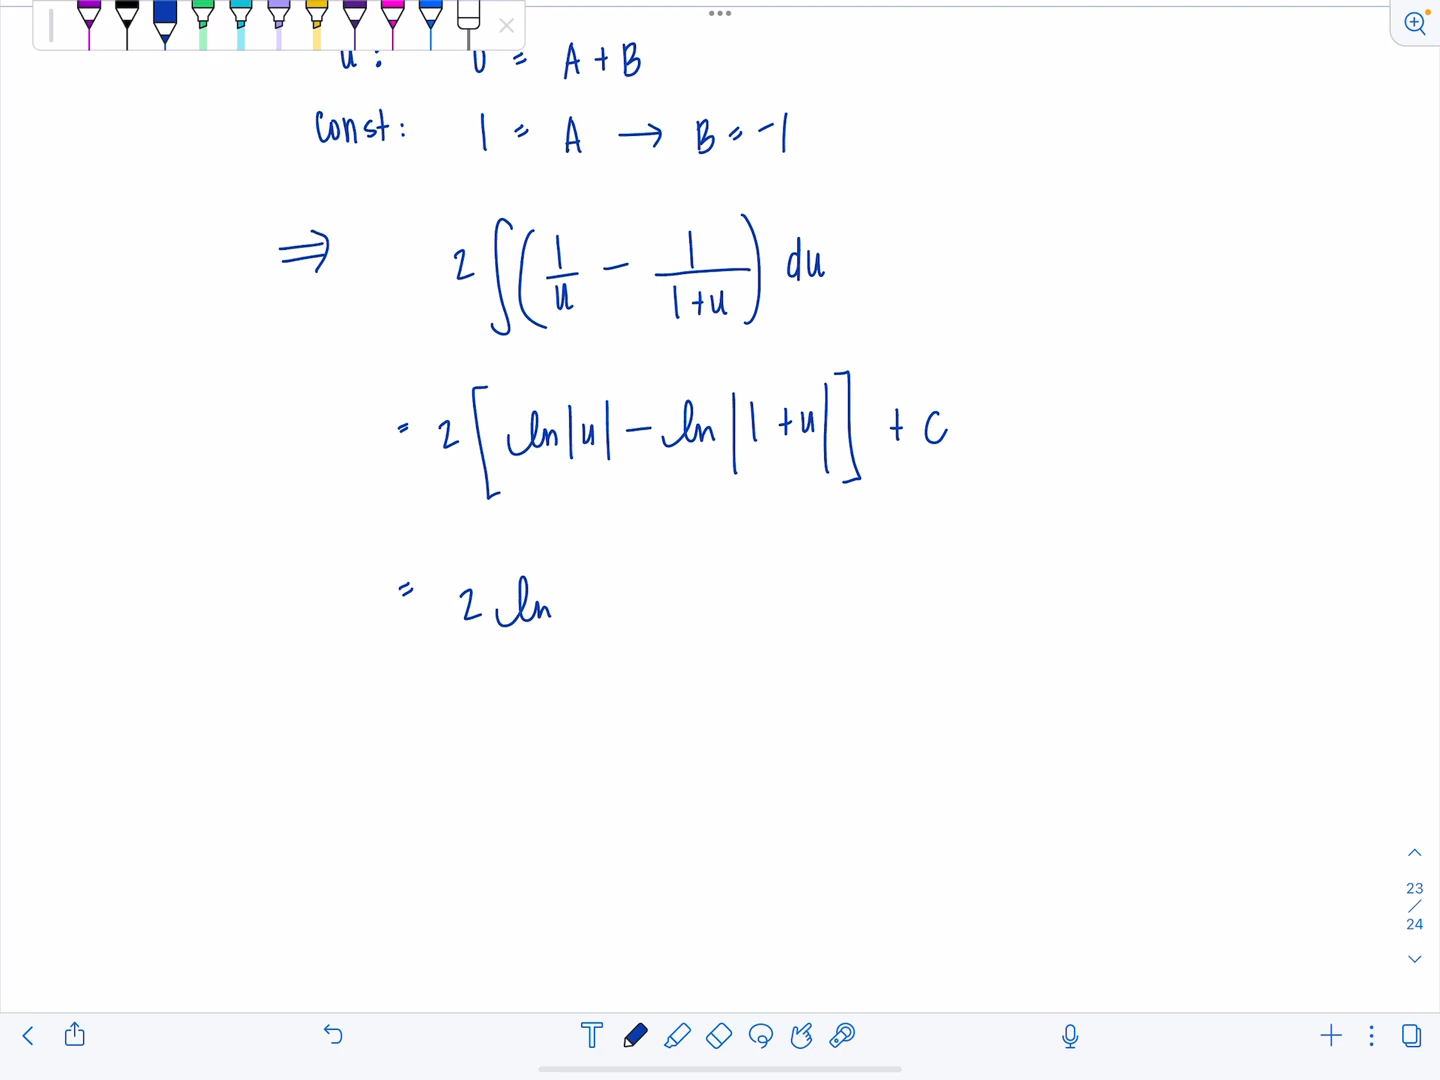 u : 0 = A + B
Const : 1 = A → B = -1
⇒ 2 ∫ ( 1/u - 1/(1+u) ) du
= 2 [ ln|u| - ln|1+u| ] + C
= 2 ln
23
/
24
T